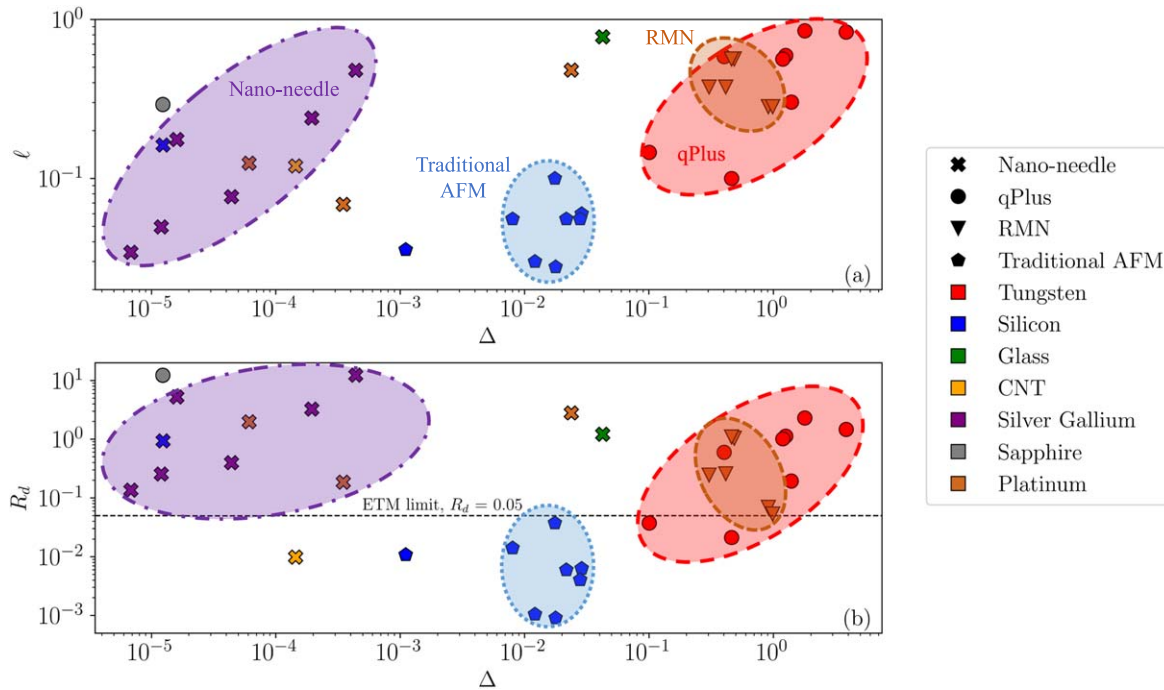 10⁰
RMN
Nano-needle
ℓ
Traditional
AFM
qPlus
10⁻¹
(a)
10⁻⁵ 10⁻⁴ 10⁻³ 10⁻² 10⁻¹ 10⁰
Δ
10¹
10⁰
R_d
10⁻¹
ETM limit, R_d = 0.05
10⁻²
10⁻³
(b)
10⁻⁵ 10⁻⁴ 10⁻³ 10⁻² 10⁻¹ 10⁰
Δ
Nano-needle
qPlus
RMN
Traditional AFM
Tungsten
Silicon
Glass
CNT
Silver Gallium
Sapphire
Platinum